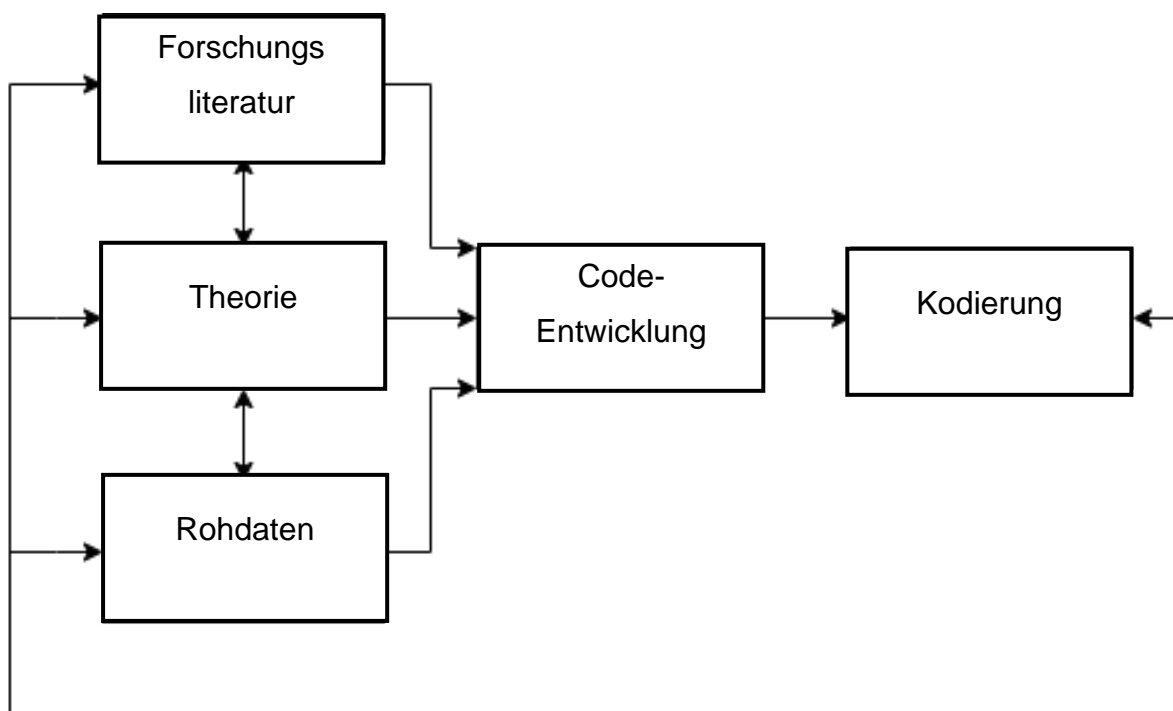 Forschungs
literatur
Theorie
Code-
Entwicklung
Kodierung
Rohdaten